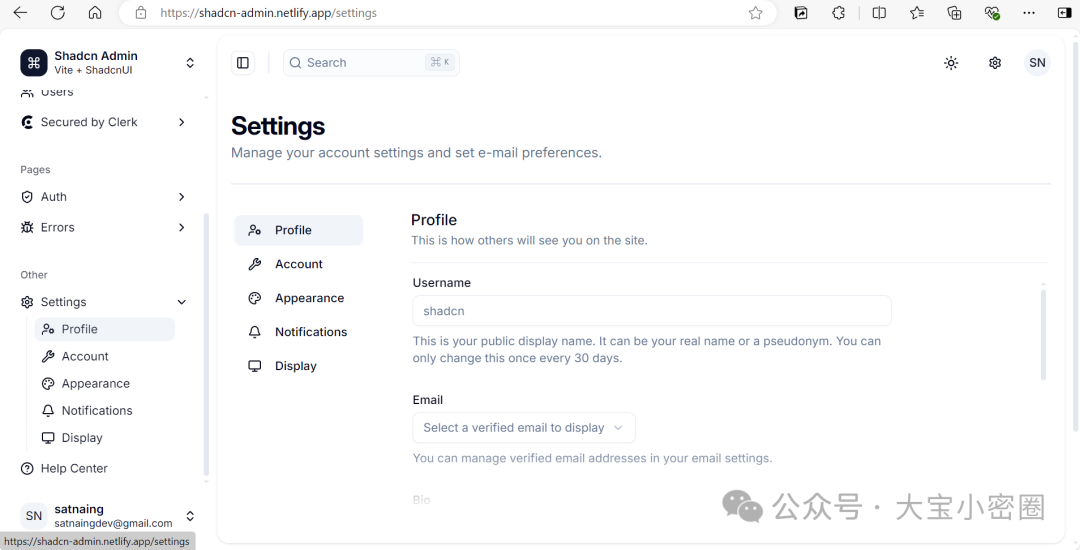 https://shadcn-admin.netlify.app/settings
Shadcn Admin
Vite + ShadcnUI
Users
Secured by Clerk
Pages
Auth
Errors
Other
Settings
Profile
Account
Appearance
Notifications
Display
Help Center
SN
satnaing
satnaingdev@gmail.com
https://shadcn-admin.netlify.app/settings
Search ⌘ K
SN
Settings
Manage your account settings and set e-mail preferences.
Profile
Account
Appearance
Notifications
Display
Profile
This is how others will see you on the site.
Username
shadcn
This is your public display name. It can be your real name or a pseudonym. You can
only change this once every 30 days.
Email
Select a verified email to display
You can manage verified email addresses in your email settings.
Bio
公众号 · 大宝小密圈